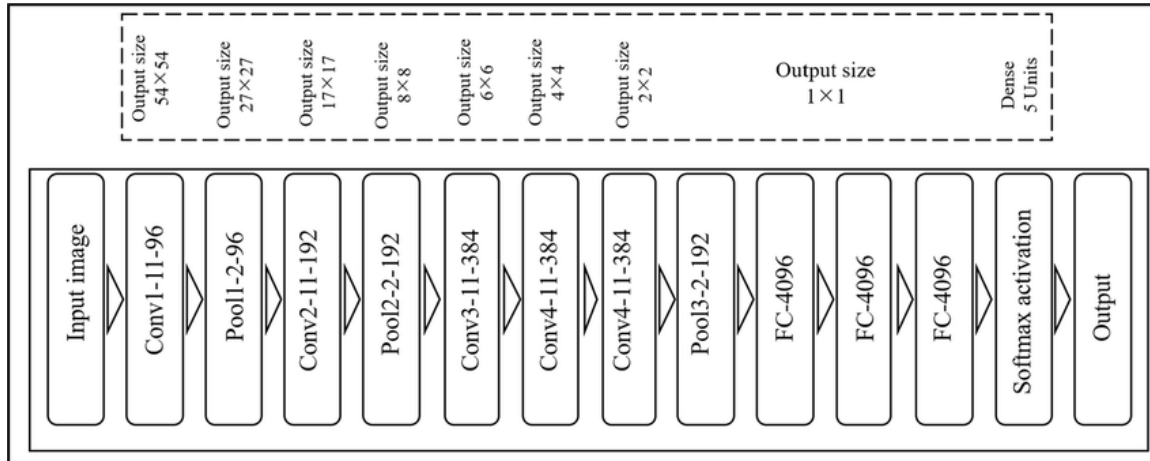 Output size
54×54
Output size
27×27
Output size
17×17
Output size
8×8
Output size
6×6
Output size
4×4
Output size
2×2
Output size
1×1
Dense
5 Units
Input image
Conv1-11-96
Pool1-2-96
Conv2-11-192
Pool2-2-192
Conv3-11-384
Conv4-11-384
Conv4-11-384
Pool3-2-192
FC-4096
FC-4096
FC-4096
Softmax activation
Output